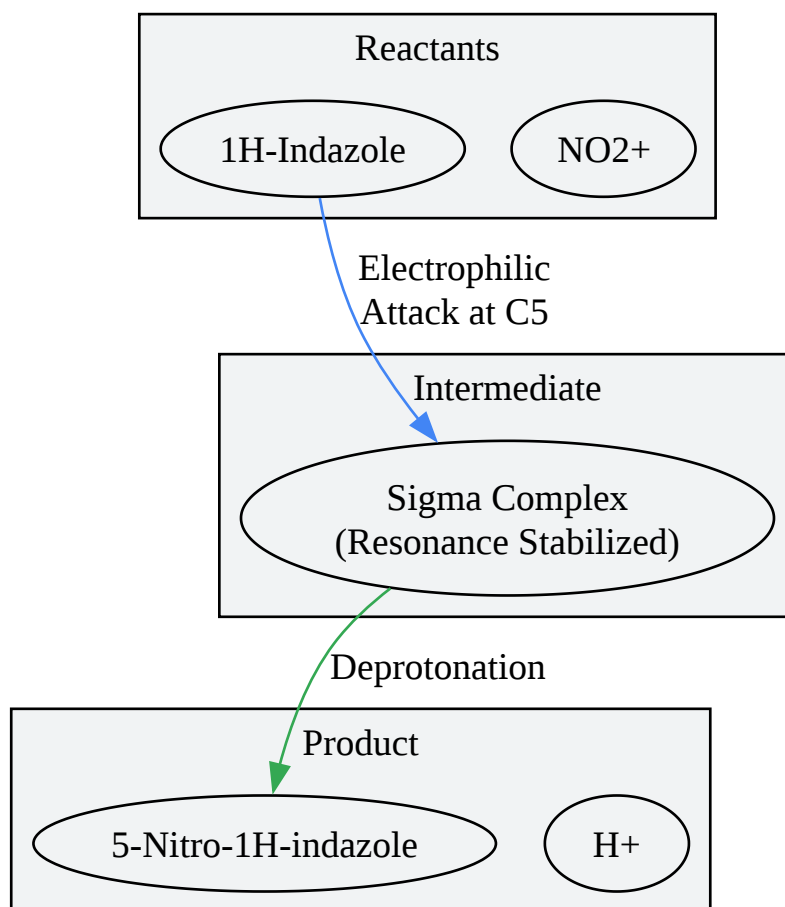 Reactants
1H-Indazole
NO2+
Electrophilic
Attack at C5
Intermediate
Sigma Complex
(Resonance Stabilized)
Deprotonation
Product
5-Nitro-1H-indazole
H+